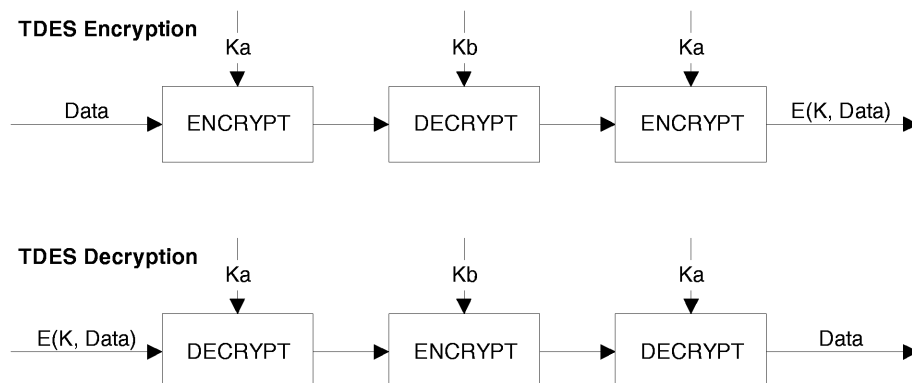 TDES Encryption
Ka Kb Ka
Data ENCRYPT DECRYPT ENCRYPT E(K, Data)
TDES Decryption
Ka Kb Ka
E(K, Data) DECRYPT ENCRYPT DECRYPT Data